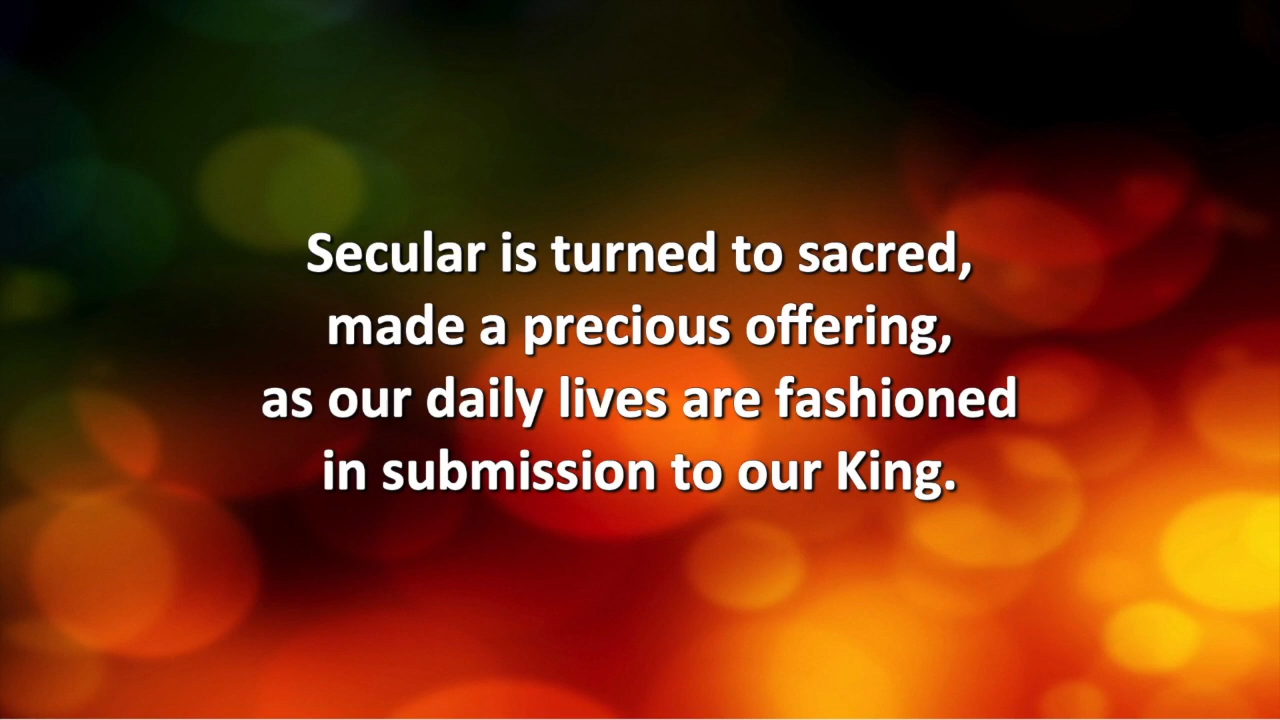 Secular is turned to sacred,
made a precious offering,
as our daily lives are fashioned
in submission to our King.